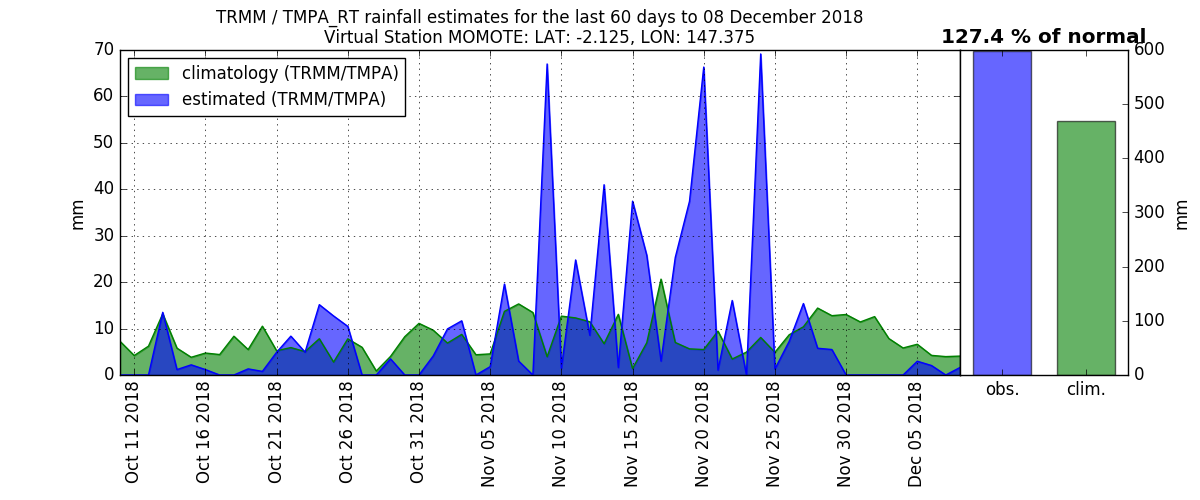 TRMM / TMPA_RT rainfall estimates for the last 60 days to 08 December 2018
Virtual Station MOMOTE: LAT: -2.125, LON: 147.375
127.4 % of normal
climatology (TRMM/TMPA)
estimated (TRMM/TMPA)
70
60
50
40
30
20
10
0
mm
Oct 11 2018
Oct 16 2018
Oct 21 2018
Oct 26 2018
Oct 31 2018
Nov 05 2018
Nov 10 2018
Nov 15 2018
Nov 20 2018
Nov 25 2018
Nov 30 2018
Dec 05 2018
obs.
clim.
600
500
400
300
200
100
0
mm